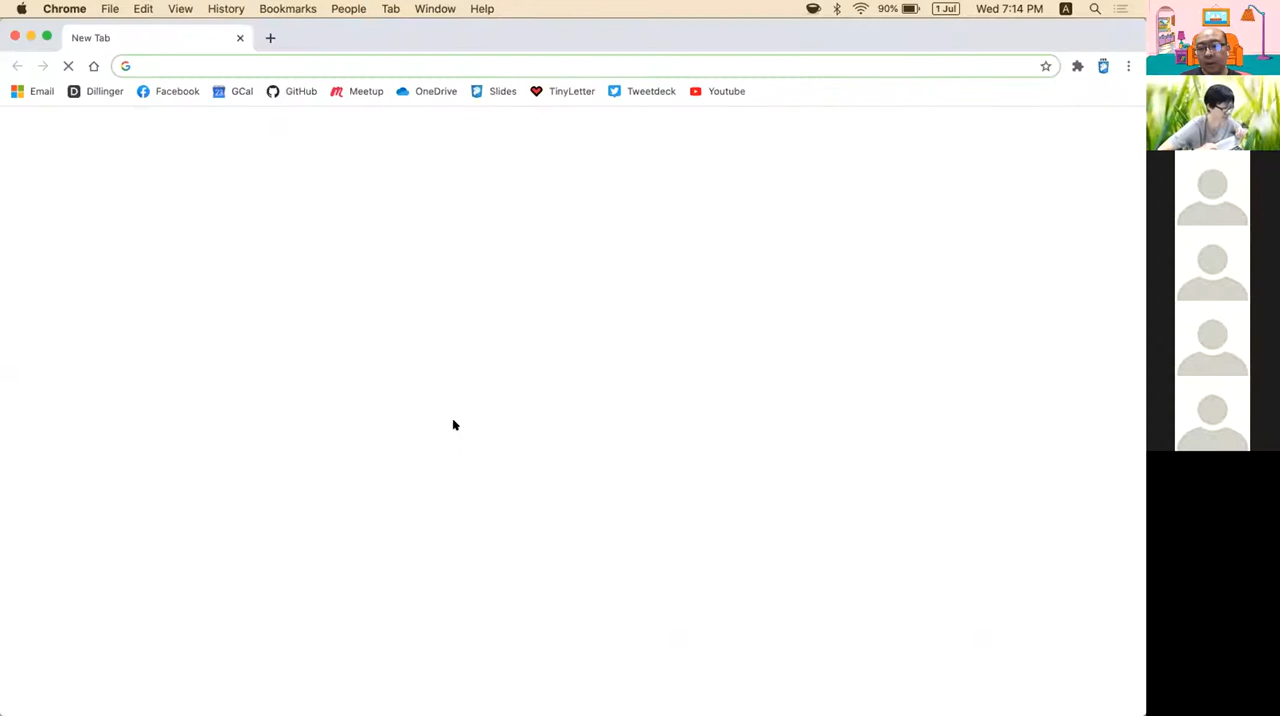 Chrome File Edit View History Bookmarks People Tab Window Help 90% 1 Jul Wed 7:14 PM A
New Tab
Email Dillinger Facebook 23 GCal GitHub Meetup OneDrive Slides TinyLetter Tweetdeck Youtube